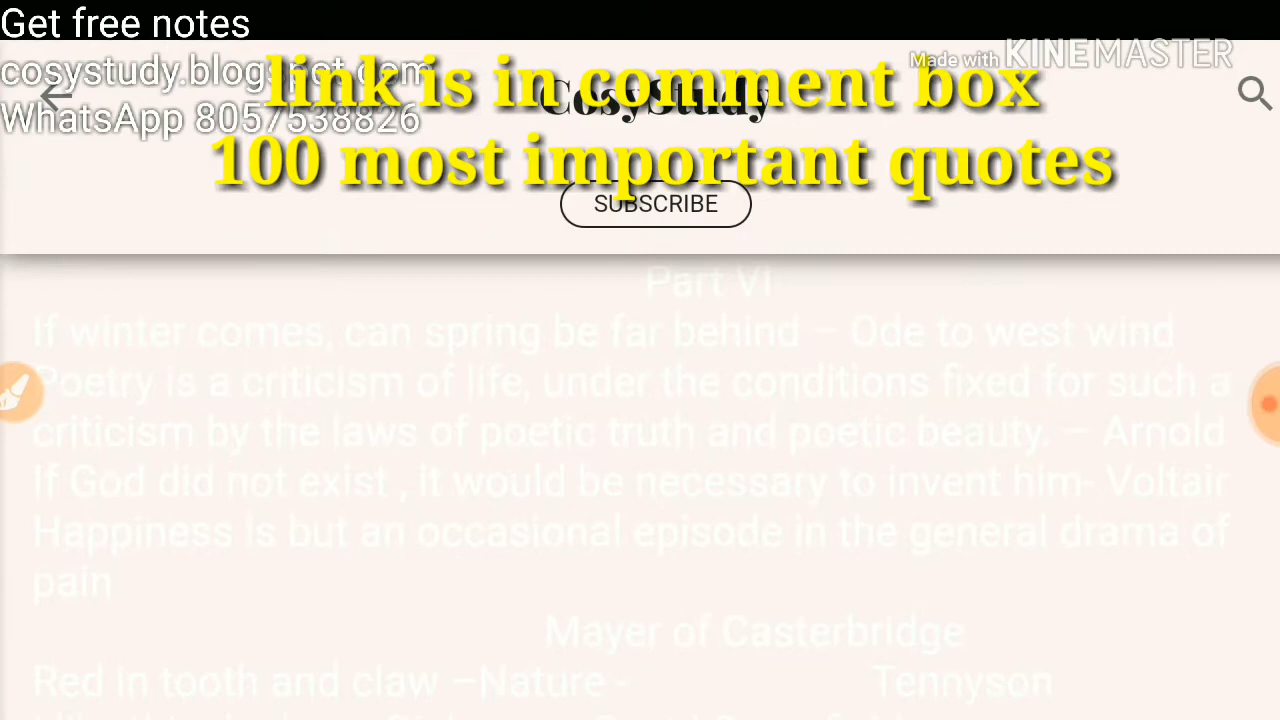 Get free notes
cosystudy.blogspot.com
WhatsApp 8057538826
Made with KINEMASTER
link is in comment box
CosyStudy
100 most important quotes
SUBSCRIBE
Part VI
If winter comes, can spring be far behind – Ode to west wind
Poetry is a criticism of life, under the conditions fixed for such a
criticism by the laws of poetic truth and poetic beauty. – Arnold
If God did not exist , It would be necessary to invent him- Voltair
Happiness is but an occasional episode in the general drama of
pain
Mayer of Casterbridge
Red in tooth and claw –Nature - Tennyson